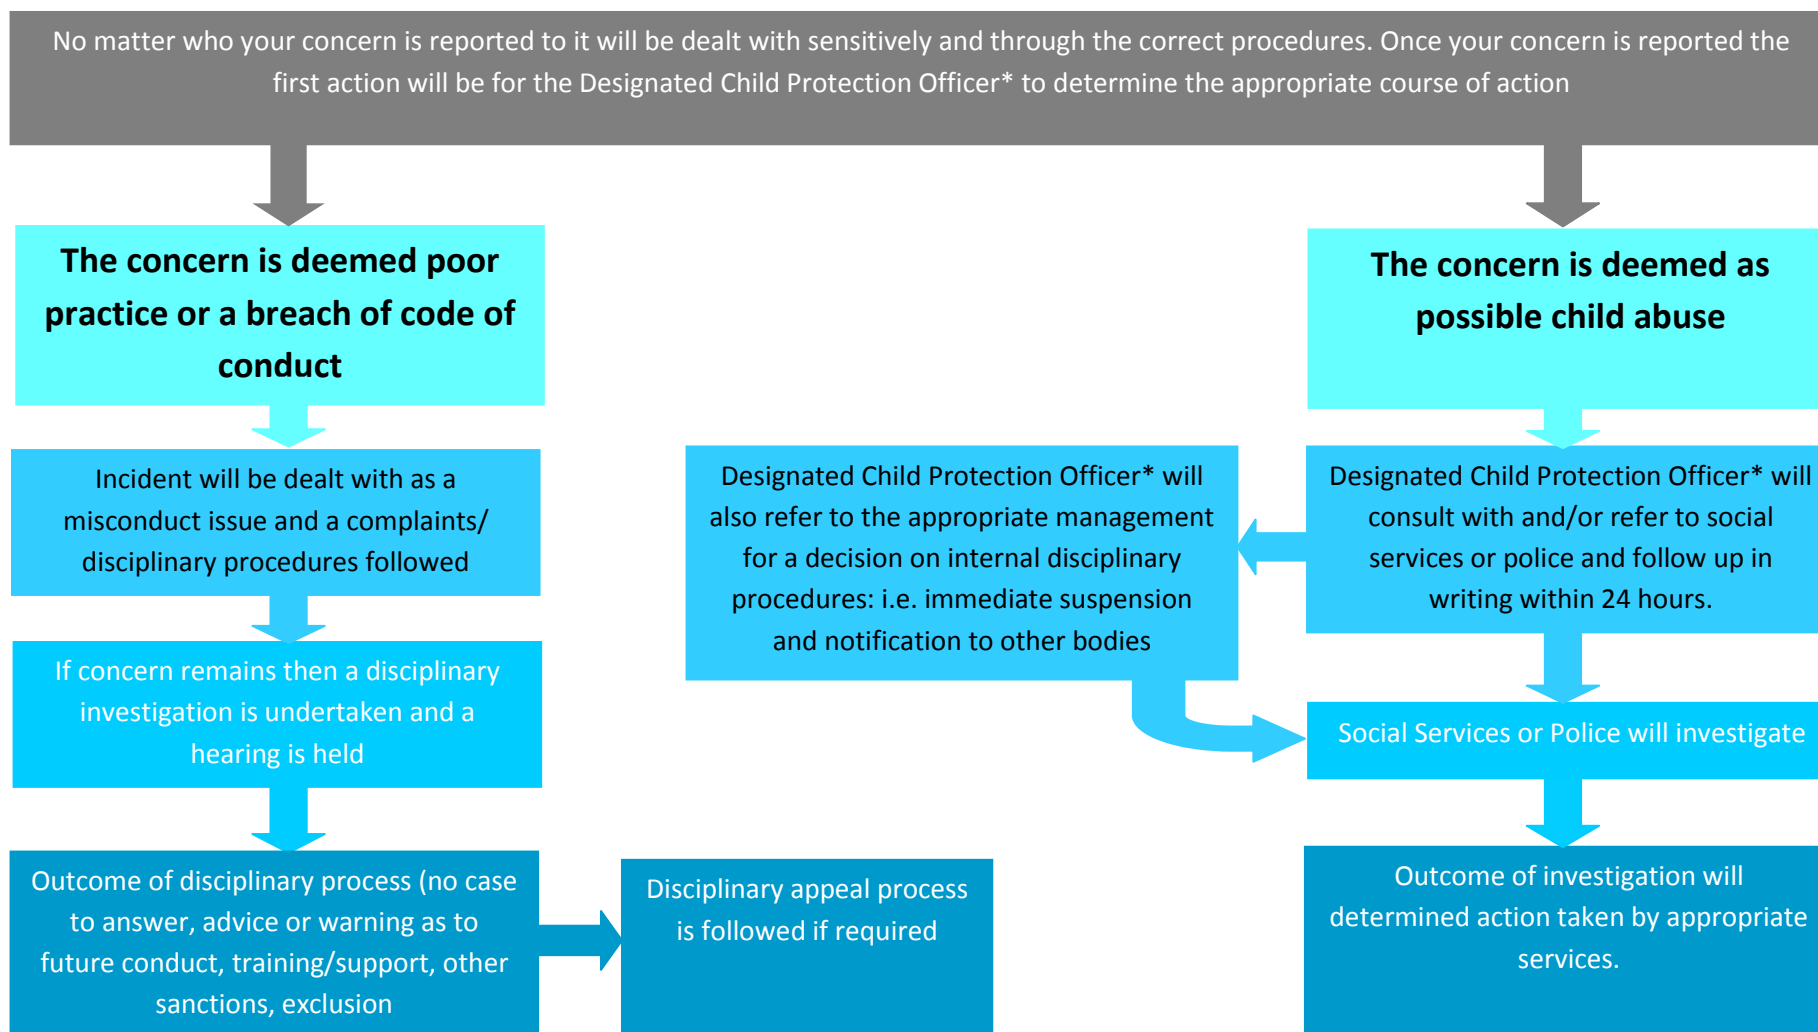 No matter who your concern is reported to it will be dealt with sensitively and through the correct procedures. Once your concern is reported the
first action will be for the Designated Child Protection Officer* to determine the appropriate course of action
The concern is deemed poor
practice or a breach of code of
conduct
The concern is deemed as
possible child abuse
Incident will be dealt with as a
misconduct issue and a complaints/
disciplinary procedures followed
Designated Child Protection Officer* will
also refer to the appropriate management
for a decision on internal disciplinary
procedures: i.e. immediate suspension
and notification to other bodies
Designated Child Protection Officer* will
consult with and/or refer to social
services or police and follow up in
writing within 24 hours.
If concern remains then a disciplinary
investigation is undertaken and a
hearing is held
Social Services or Police will investigate
Outcome of disciplinary process (no case
to answer, advice or warning as to
future conduct, training/support, other
sanctions, exclusion
Disciplinary appeal process
is followed if required
Outcome of investigation will
determined action taken by appropriate
services.